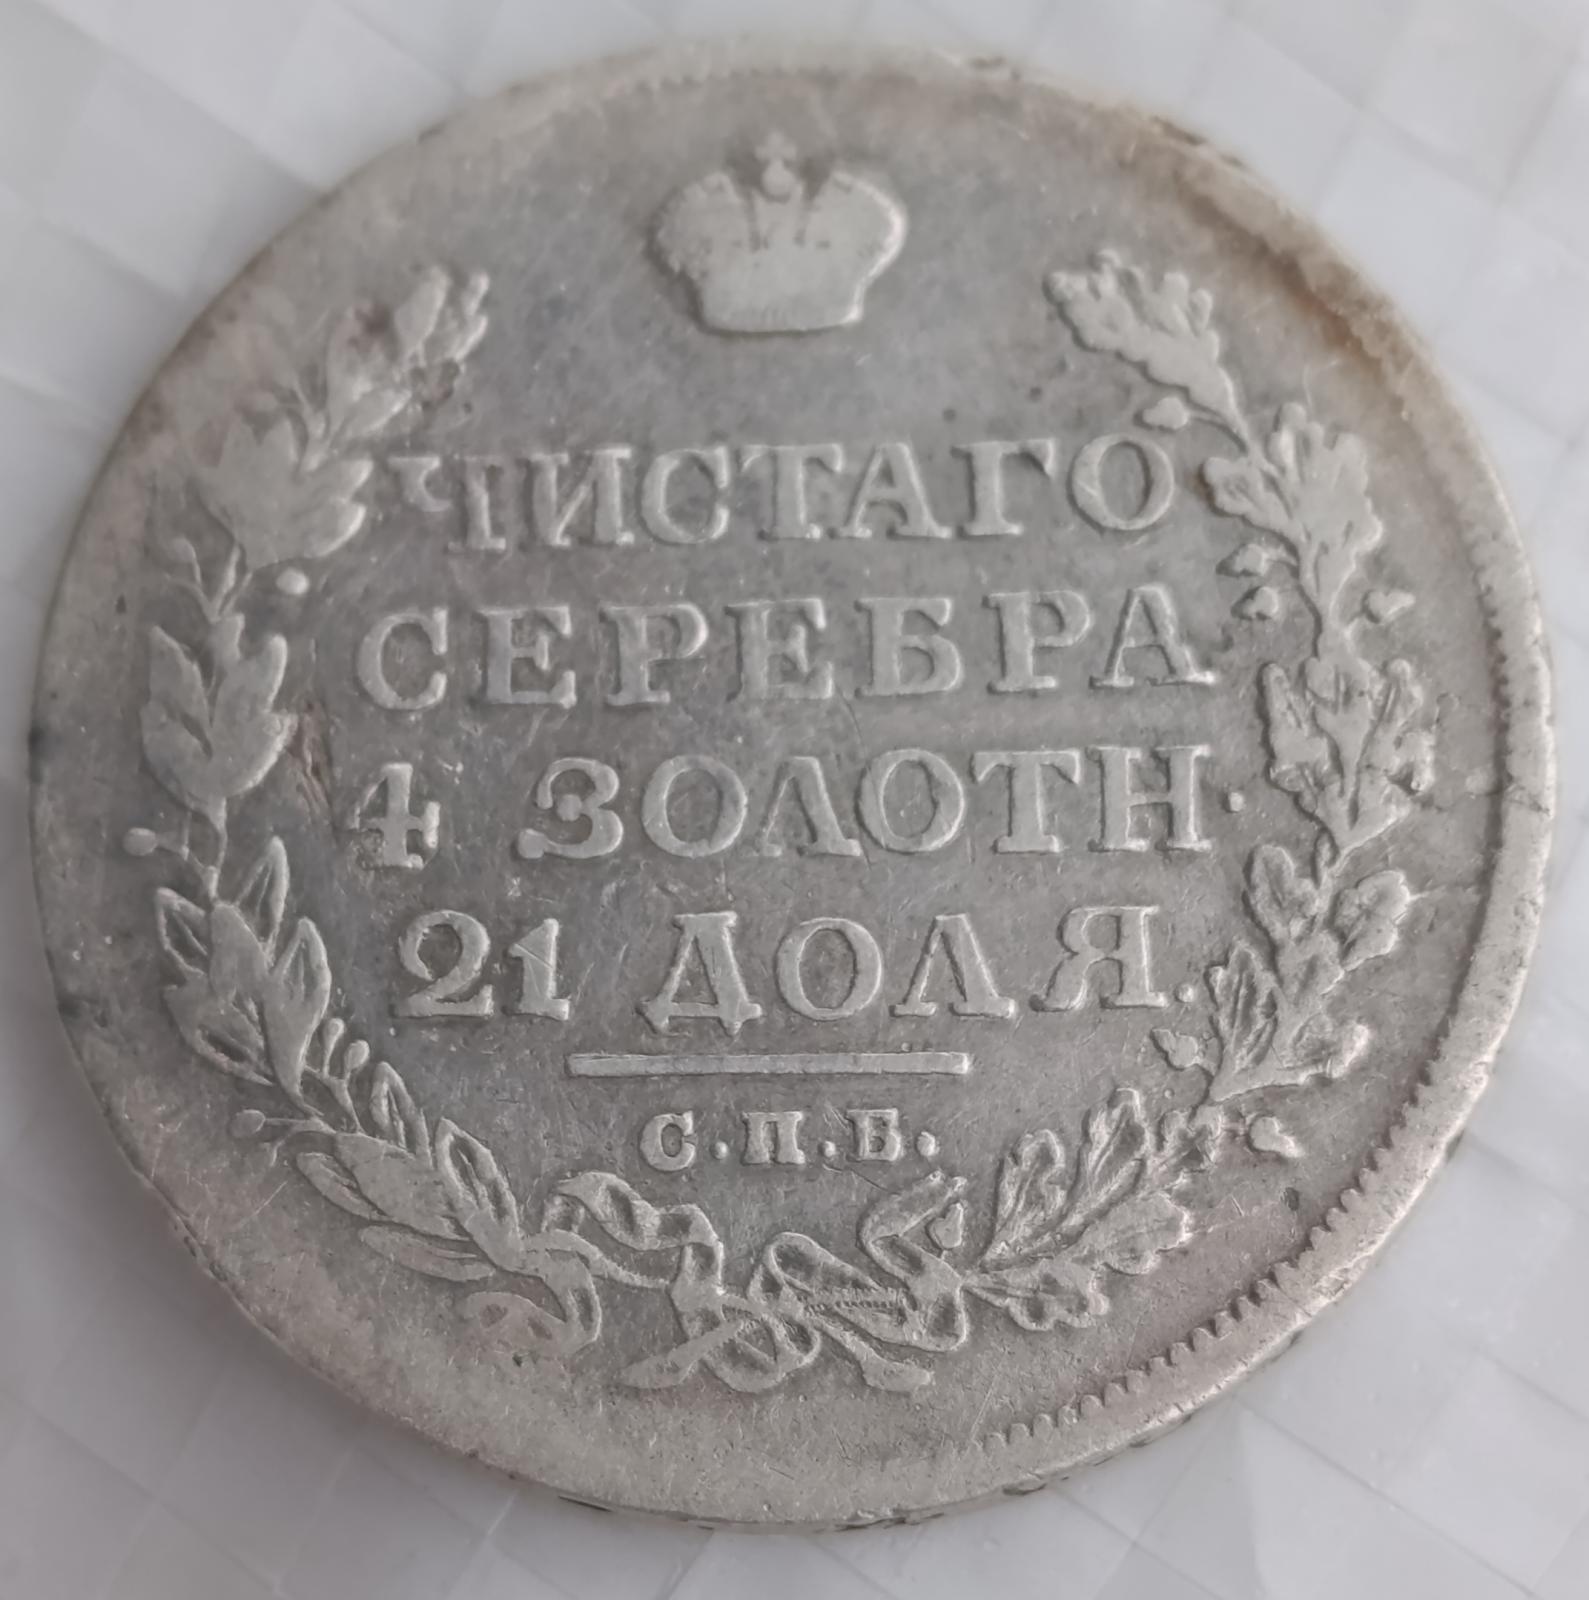 ЧИСТАГО
СЕРЕБРА
4 ЗОЛОТН.
21 ДОЛЯ.
С.П.Б.